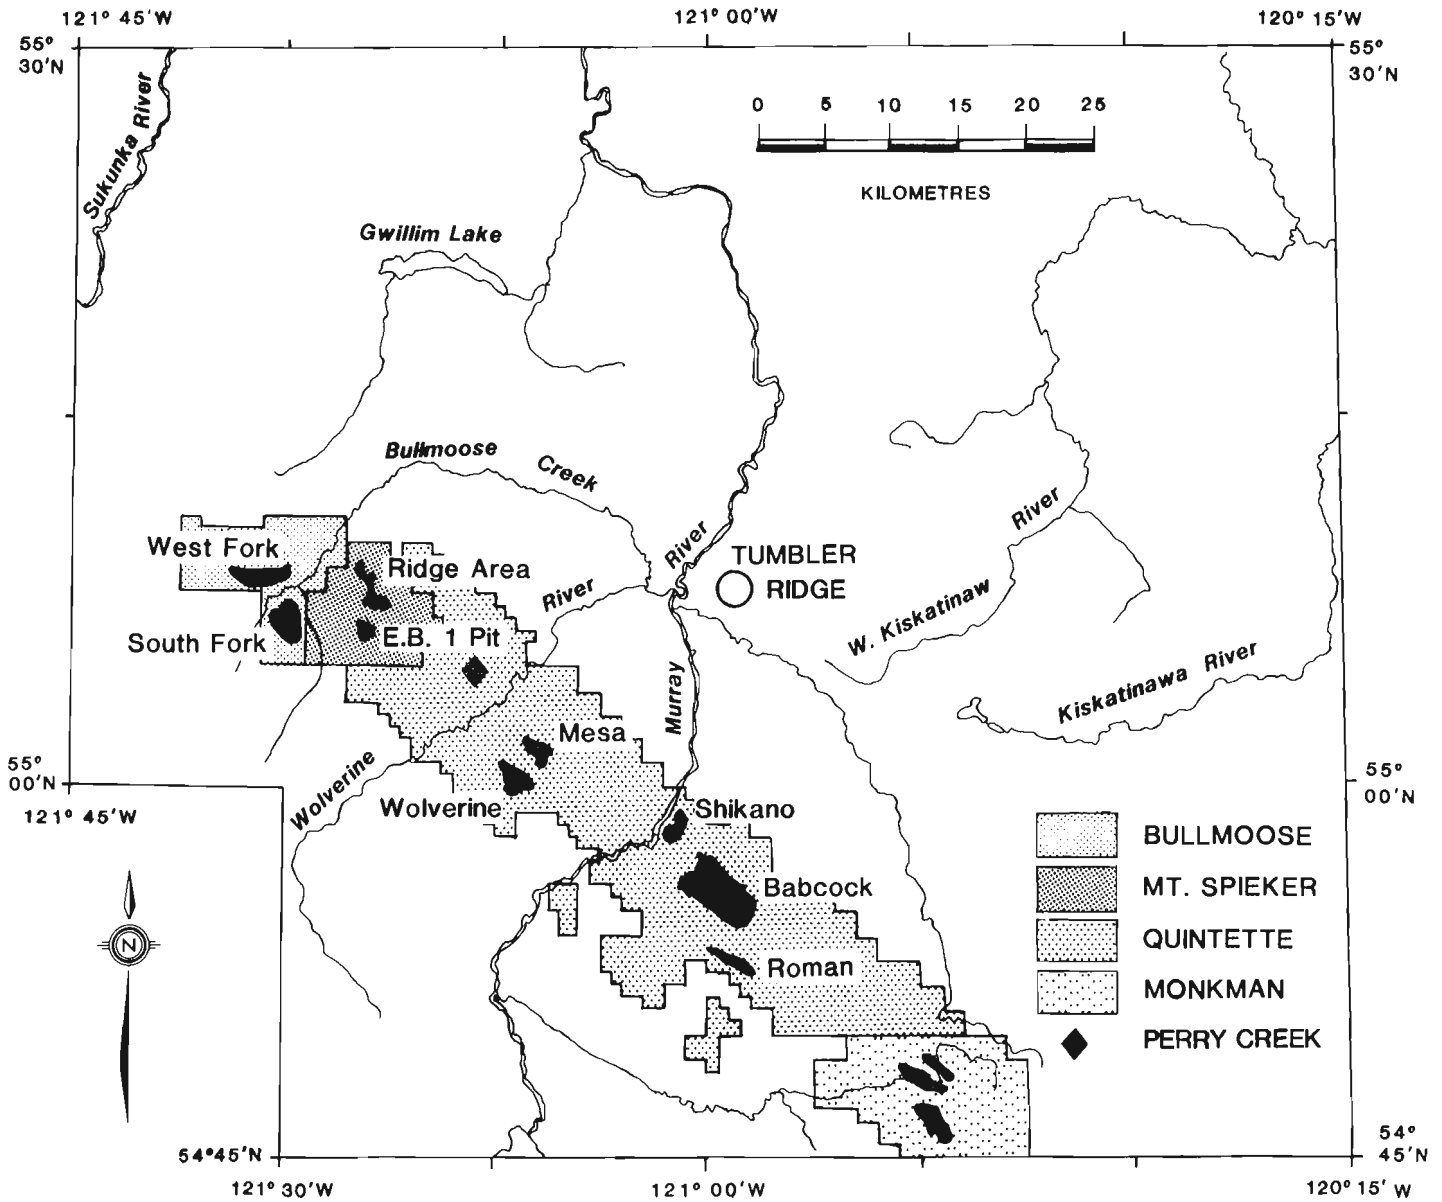 121° 45'W
121° 00'W
120° 15'W
55°
30'N
55°
30'N
0 5 10 15 20 25
KILOMETRES
Sukunka River
Gwillim Lake
Bullmoose Creek
River
TUMBLER
RIDGE
River
W. Kiskatinaw
West Fork
Ridge Area
River
South Fork
E.B. 1 Pit
Murray
Kiskatinawa River
Mesa
Wolverine
Wolverine
55°
00'N
121° 45'W
55°
00'N
Shikano
Babcock
Roman
BULLMOOSE
MT. SPIEKER
QUINTETTE
MONKMAN
PERRY CREEK
N
54°45'N
54°
45'N
121° 30'W
121° 00'W
120° 15' W